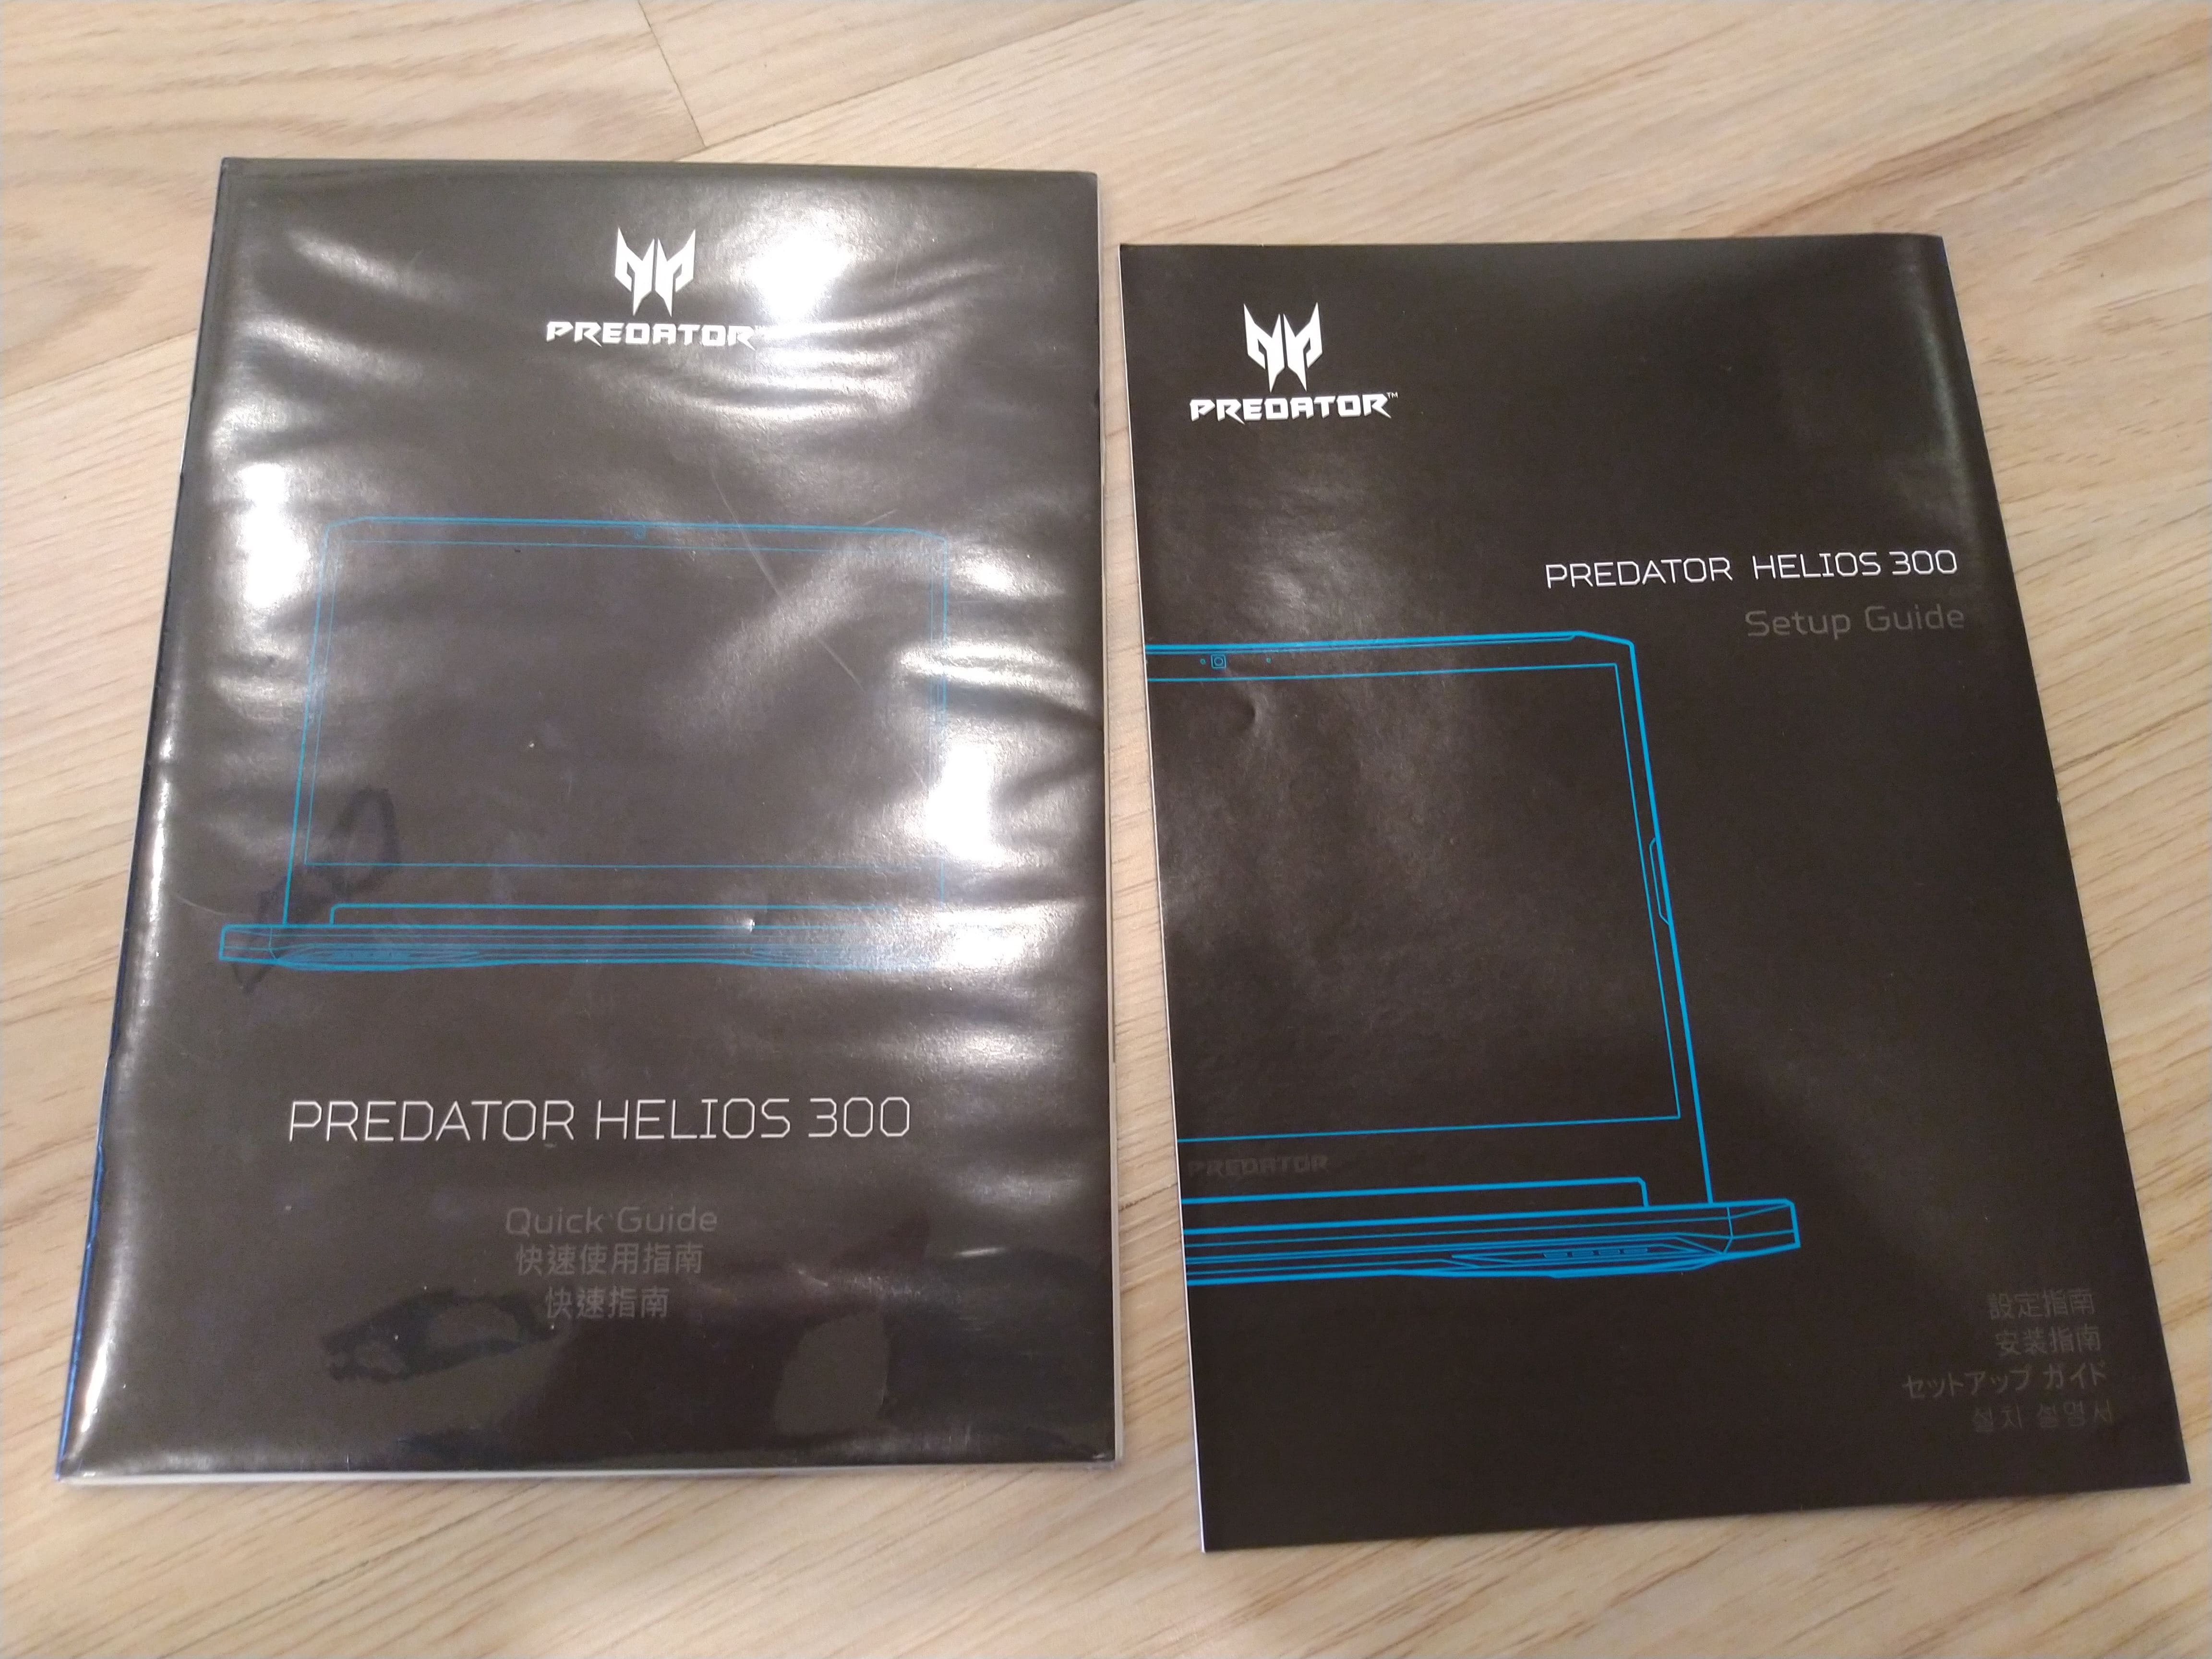 PREDATOR
PREDATOR HELIOS 300
Quick Guide
快速使用指南
快速指南
PREDATOR™
PREDATOR HELIOS 300
Setup Guide
PREDATOR
設定指南
安装指南
セットアップ ガイド
설치 설명서